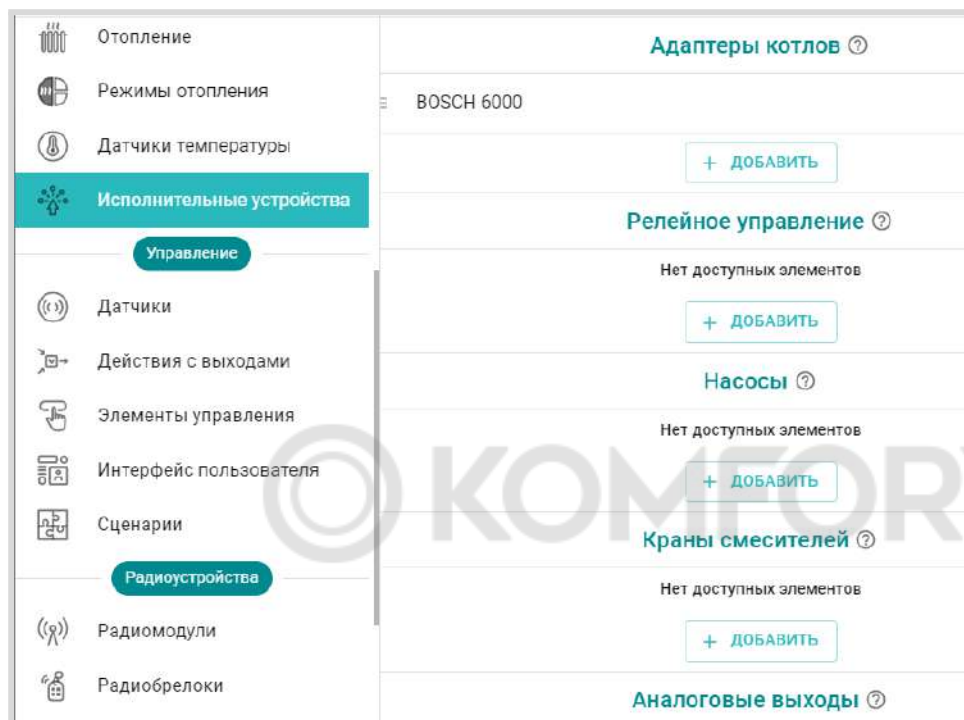 Отопление
Режимы отопления
Датчики температуры
Исполнительные устройства
Управление
Датчики
Действия с выходами
Элементы управления
Интерфейс пользователя
Сценарии
Радиоустройства
Радиомодули
Радиобрелоки
Адаптеры котлов
BOSCH 6000
+ ДОБАВИТЬ
Релейное управление
Нет доступных элементов
+ ДОБАВИТЬ
Насосы
Нет доступных элементов
+ ДОБАВИТЬ
Краны смесителей
Нет доступных элементов
+ ДОБАВИТЬ
Аналоговые выходы
KOMFOR